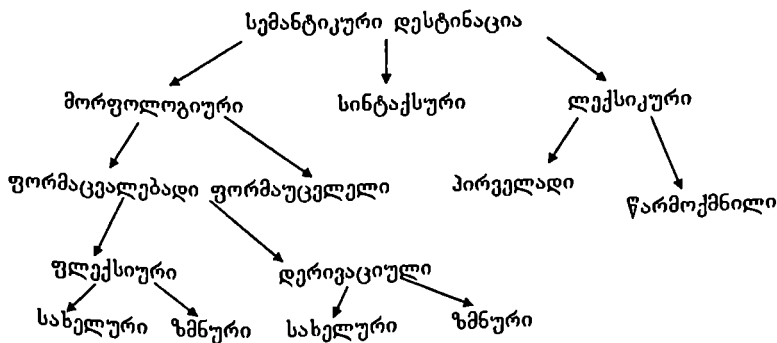 სემანტიკური დესტინაცია
მორფოლოგიური სინტაქსური ლექსიკური
ფორმაცვალებადი ფორმაუცვლელი პირველადი წარმოქმნილი
ფლექსიური დერივაციული
სახელური ზმნური სახელური ზმნური